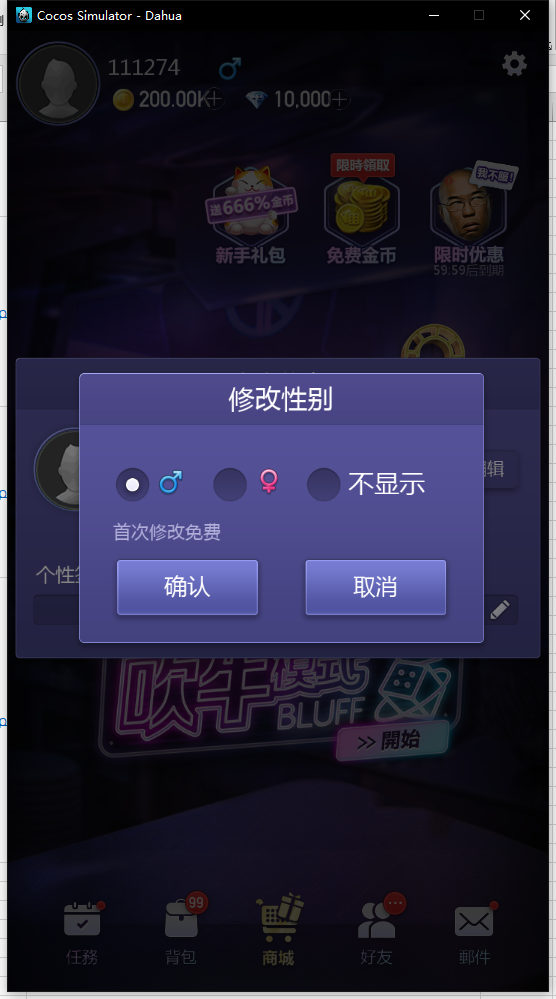 Cocos Simulator - Dahua
111274
200.00K
10,000
限時領取
我不服!
送666%金币
新手礼包
免费金币
限时优惠
59:59后到期
修改性别
不显示
辑
首次修改免费
个性
确认
取消
吹牛模式
BLUFF
>> 開始
99
任務
背包
商城
好友
郵件